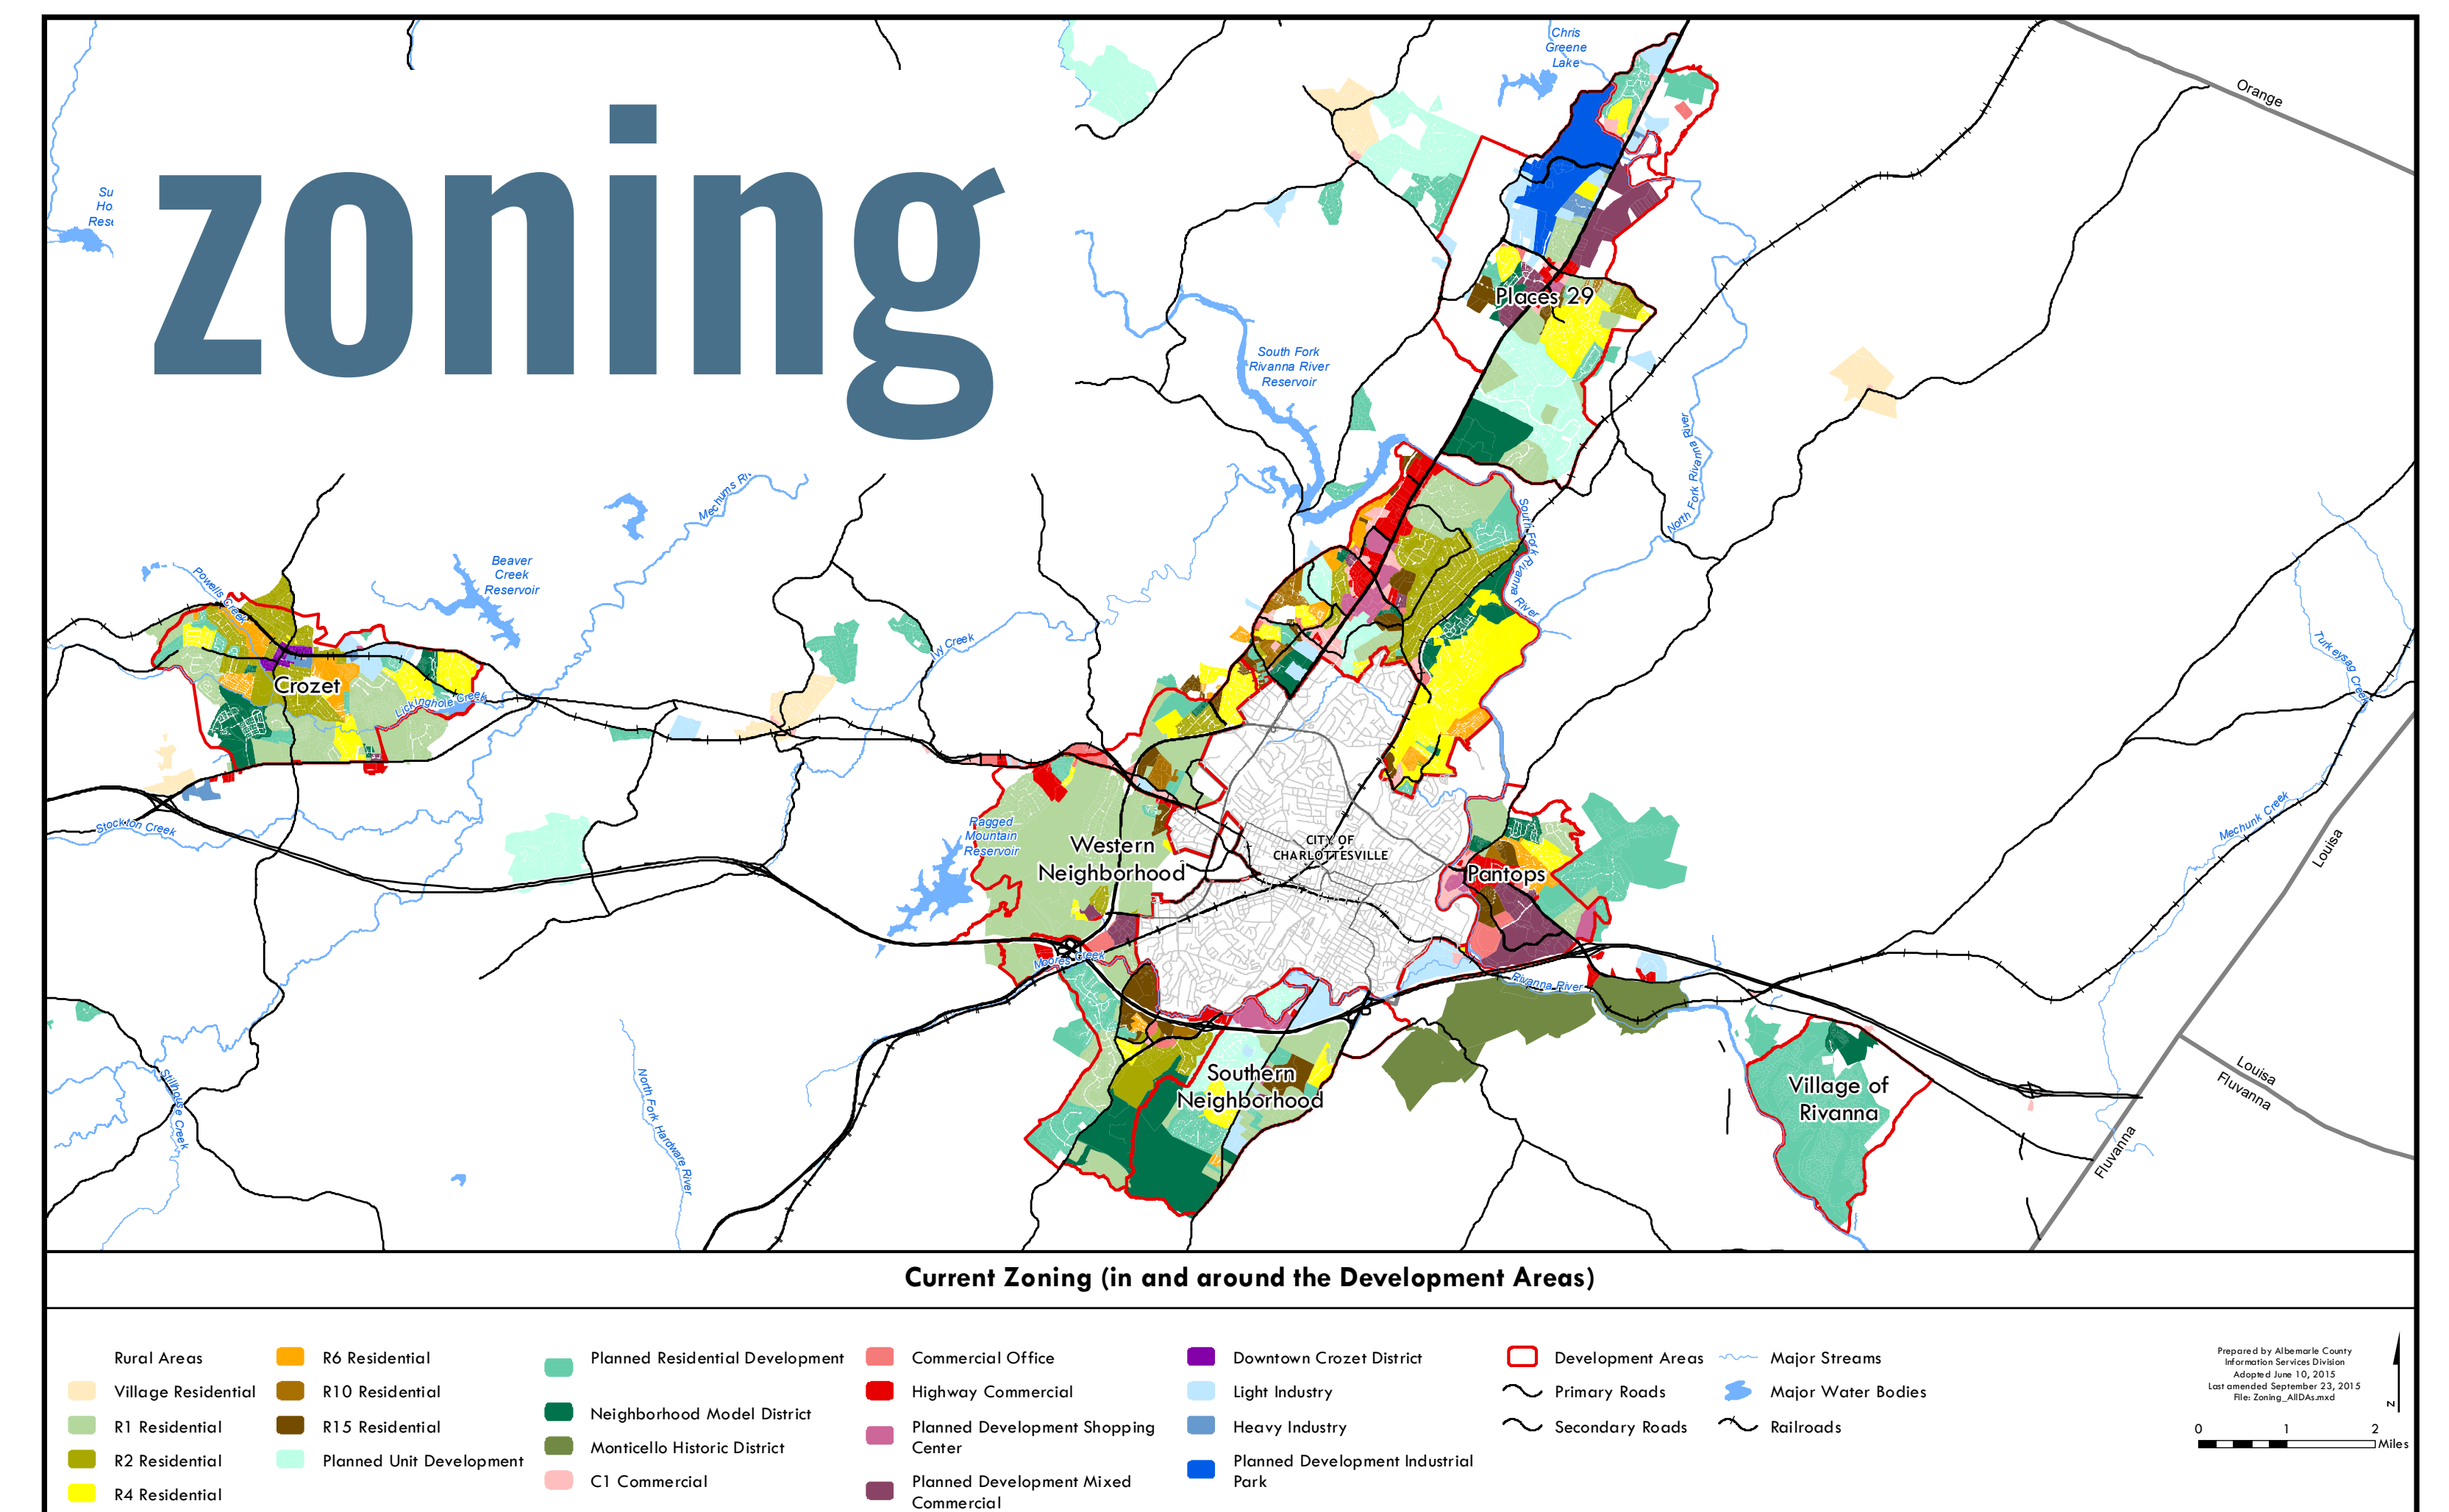 zoning
Chris
Greene
Lake
Orange
Su
Ho
Rese
Places 29
South Fork
Rivanna River
Reservoir
North Fork Rivanna River
Mechums Ri
South Fork Rivanna River
Beaver
Creek
Reservoir
Powells Creek
Ivy Creek
Turkeysag Creek
Crozet
Lickinghole Creek
Stockton Creek
Ragged
Mountain
Reservoir
Western
Neighborhood
CITY OF
CHARLOTTESVILLE
Pantops
Mechunk Creek
Louisa
Moores Creek
Rivanna River
Stillhouse Creek
North Fork Hardware River
Southern
Neighborhood
Village of
Rivanna
Louisa
Fluvanna
Fluvanna
Current Zoning (in and around the Development Areas)
Rural Areas
Village Residential
R1 Residential
R2 Residential
R4 Residential
R6 Residential
R10 Residential
R15 Residential
Planned Unit Development
Planned Residential Development
Neighborhood Model District
Monticello Historic District
C1 Commercial
Commercial Office
Highway Commercial
Planned Development Shopping
Center
Planned Development Mixed
Commercial
Downtown Crozet District
Light Industry
Heavy Industry
Planned Development Industrial
Park
Development Areas
Primary Roads
Secondary Roads
Major Streams
Major Water Bodies
Railroads
Prepared by Albemarle County
Information Services Division
Adopted June 10, 2015
Last amended September 23, 2015
File: Zoning_AllDAs.mxd
N
0 1 2
Miles